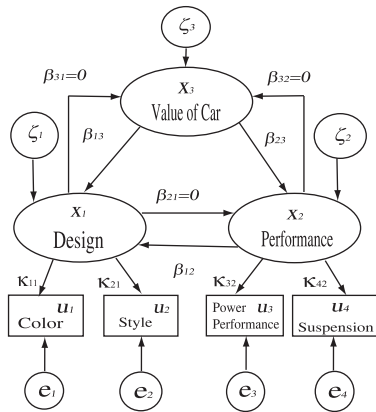 ζ3
β31=0
X3
β32=0
Value of Car
ζ1
β13
β23
ζ2
X1
β21=0
X2
Design
Performance
β12
κ11
κ21
κ32
κ42
u1
Color
u2
Style
Power u3
Performance
u4
Suspension
e1
e2
e3
e4